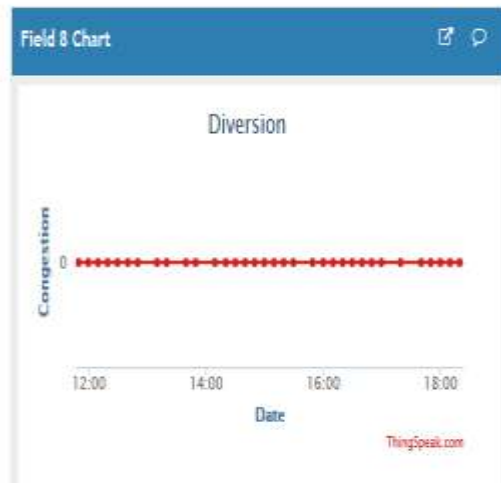 Field 8 Chart
Diversion
Congestion
0
12:00 14:00 16:00 18:00
Date
ThingSpeak.com